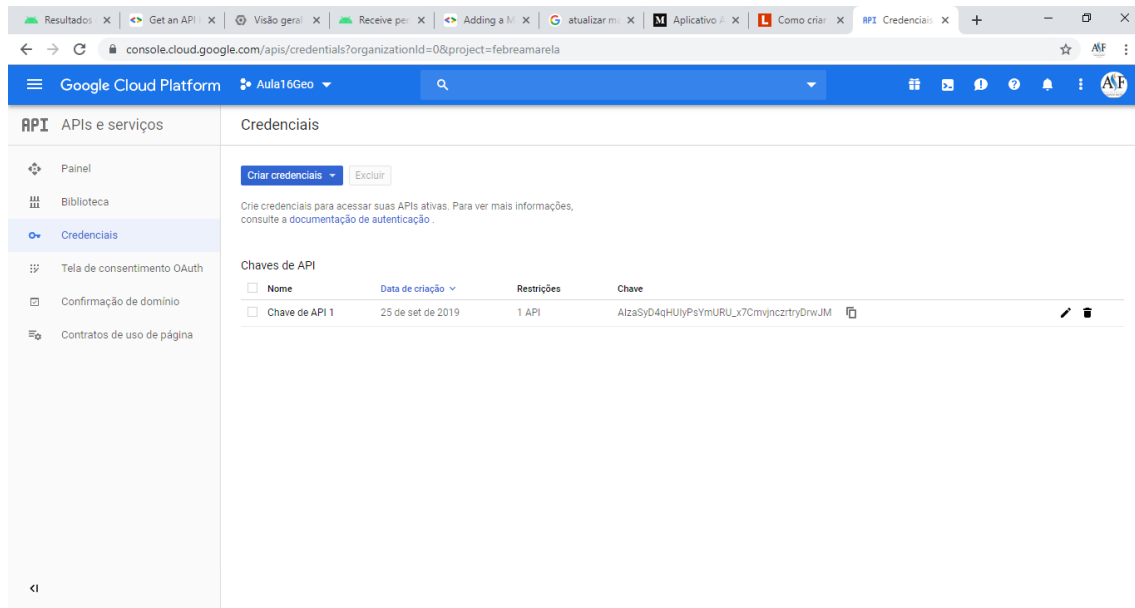 Resultados
Get an API
Visão geral
Receive per
Adding a M
atualizar m
M Aplicativo
L Como criar
API Credenciais
console.cloud.google.com/apis/credentials?organizationId=0&project=febreamarela
Google Cloud Platform
Aula16Geo
API APIs e serviços
Credenciais
Painel
Biblioteca
Credenciais
Tela de consentimento OAuth
Confirmação de domínio
Contratos de uso de página
Criar credenciais
Excluir
Crie credenciais para acessar suas APIs ativas. Para ver mais informações,
consulte a documentação de autenticação .
Chaves de API
Nome Data de criação Restrições Chave
Chave de API 1 25 de set de 2019 1 API AIzaSyD4qHUIyPsYmURU_x7CmvjnczrtryDrwJM